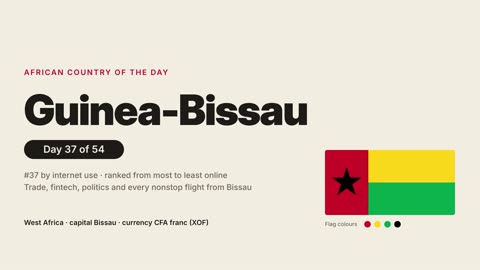 AFRICAN COUNTRY OF THE DAY
Guinea-Bissau
Day 37 of 54
#37 by internet use · ranked from most to least online
Trade, fintech, politics and every nonstop flight from Bissau
West Africa · capital Bissau · currency CFA franc (XOF)
Flag colours